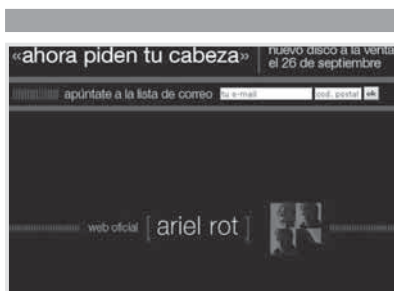 «ahora piden tu cabeza»
nuevo disco a la venta
el 26 de septiembre
apúntate a la lista de correo tu e-mail cod. postal ok
web oficial [ ariel rot ]